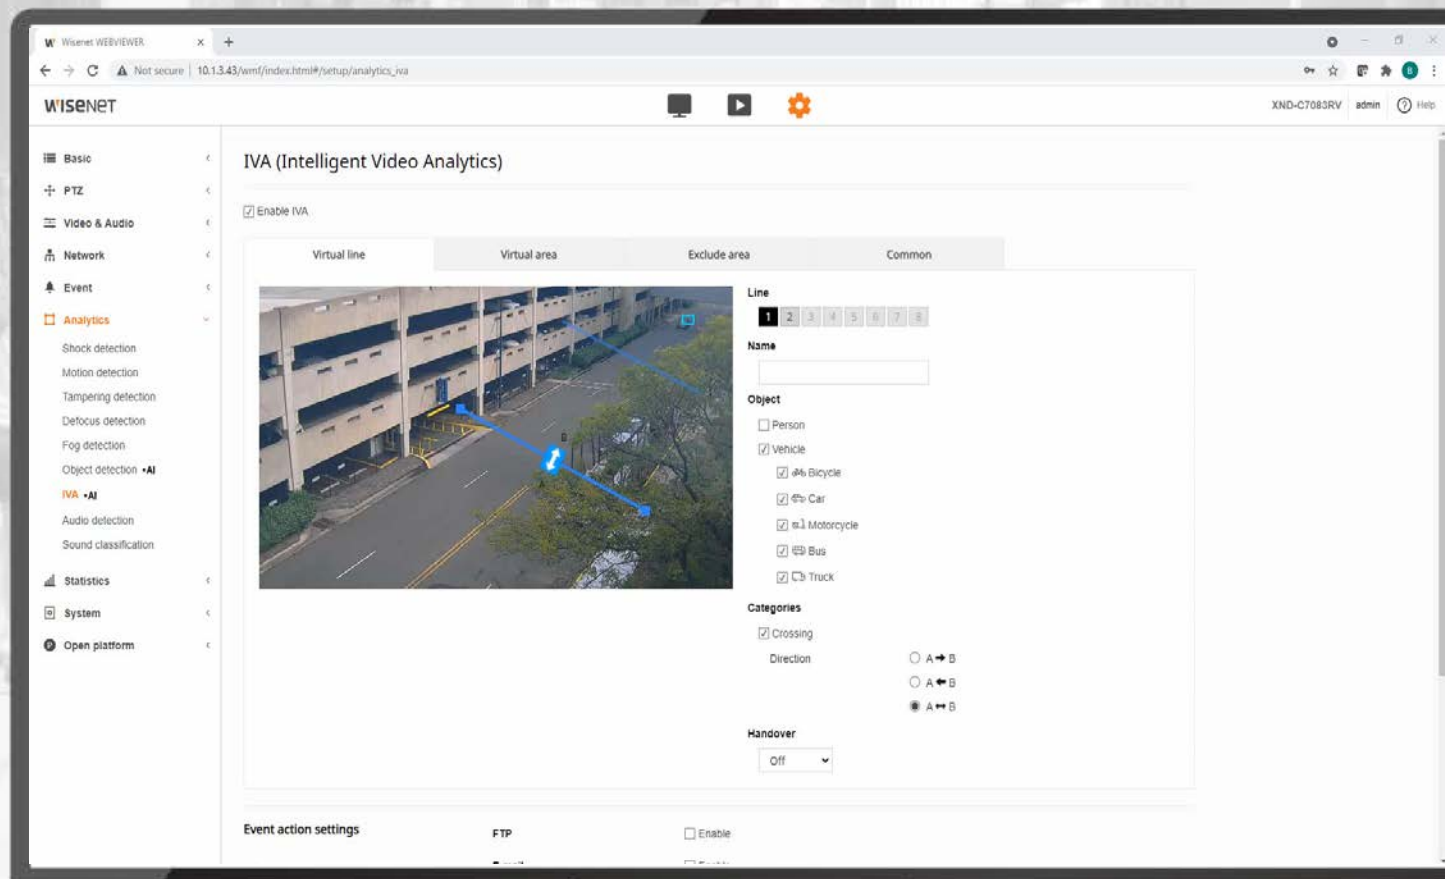 Wisenet WEBVIEWER
Not secure | 10.1.3.43/wmf/index.html#/setup/analytics_iva
B
WISENET
XND-C7083RV
admin
Help
Basic
PTZ
Video & Audio
Network
Event
Analytics
Shock detection
Motion detection
Tampering detection
Defocus detection
Fog detection
Object detection •AI
IVA •AI
Audio detection
Sound classification
Statistics
System
Open platform
IVA (Intelligent Video Analytics)
Enable IVA
Virtual line
Virtual area
Exclude area
Common
Line
1 2 3 4 5 6 7 8
Name
Object
Person
Vehicle
Bicycle
Car
Motorcycle
Bus
Truck
Categories
Crossing
Direction
A ➡ B
A ⬅ B
A ↔ B
Handover
Off
Event action settings
FTP
Enable